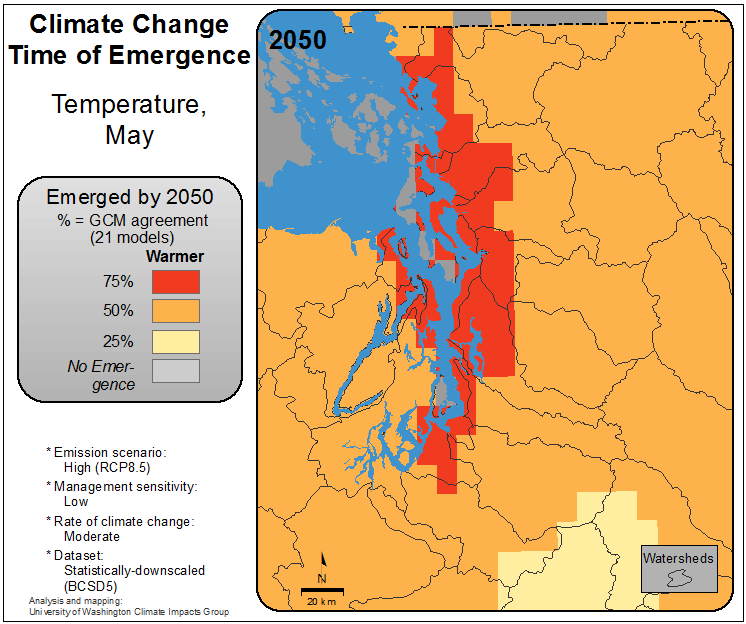 Climate Change
Time of Emergence
Temperature,
May
Emerged by 2050
% = GCM agreement
(21 models)
Warmer
75%
50%
25%
No Emer-
gence
* Emission scenario:
High (RCP8.5)
* Management sensitivity:
Low
* Rate of climate change:
Moderate
* Dataset:
Statistically-downscaled
(BCSD5)
Analysis and mapping:
University of Washington Climate Impacts Group
2050
N
20 km
Watersheds